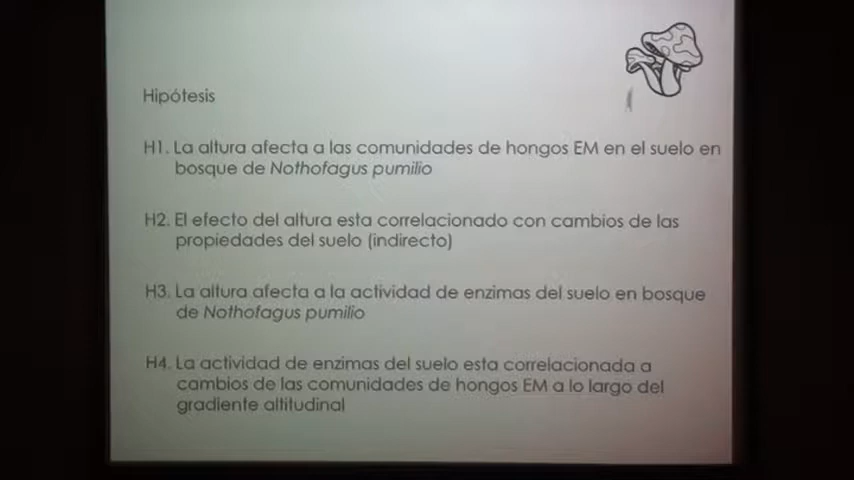 Hipótesis
H1. La altura afecta a las comunidades de hongos EM en el suelo en
bosque de Nothofagus pumilio
H2. El efecto del altura esta correlacionado con cambios de las
propiedades del suelo (indirecto)
H3. La altura afecta a la actividad de enzimas del suelo en bosque
de Nothofagus pumilio
H4. La actividad de enzimas del suelo esta correlacionada a
cambios de las comunidades de hongos EM a lo largo del
gradiente altitudinal